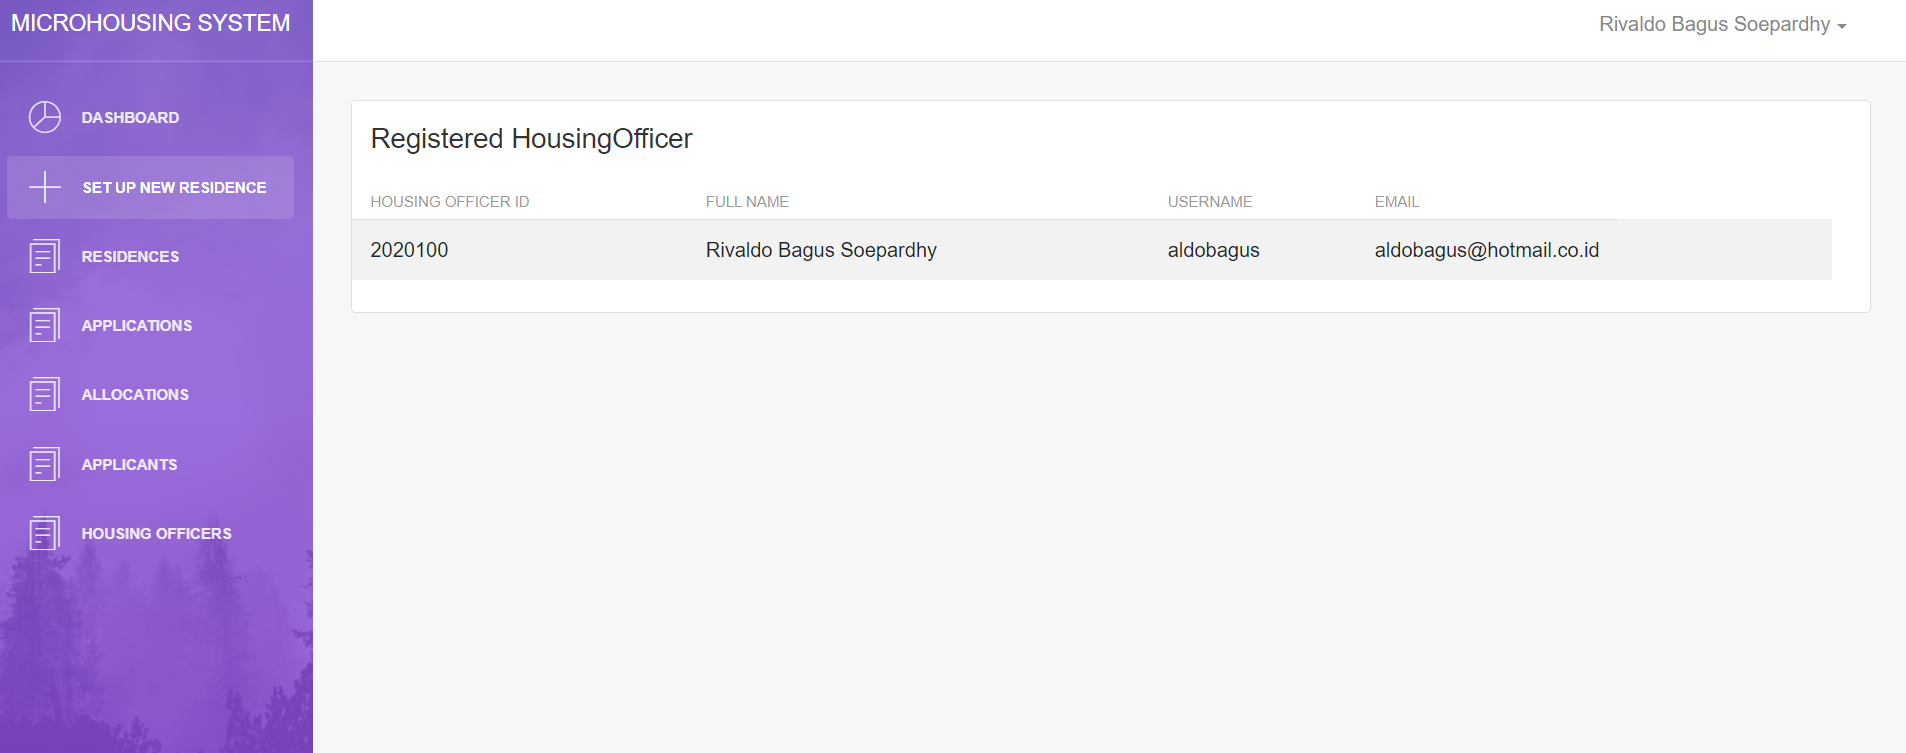 MICROHOUSING SYSTEM
Rivaldo Bagus Soepardhy
DASHBOARD
SET UP NEW RESIDENCE
RESIDENCES
APPLICATIONS
ALLOCATIONS
APPLICANTS
HOUSING OFFICERS
Registered HousingOfficer
HOUSING OFFICER ID FULL NAME USERNAME EMAIL
2020100 Rivaldo Bagus Soepardhy aldobagus aldobagus@hotmail.co.id